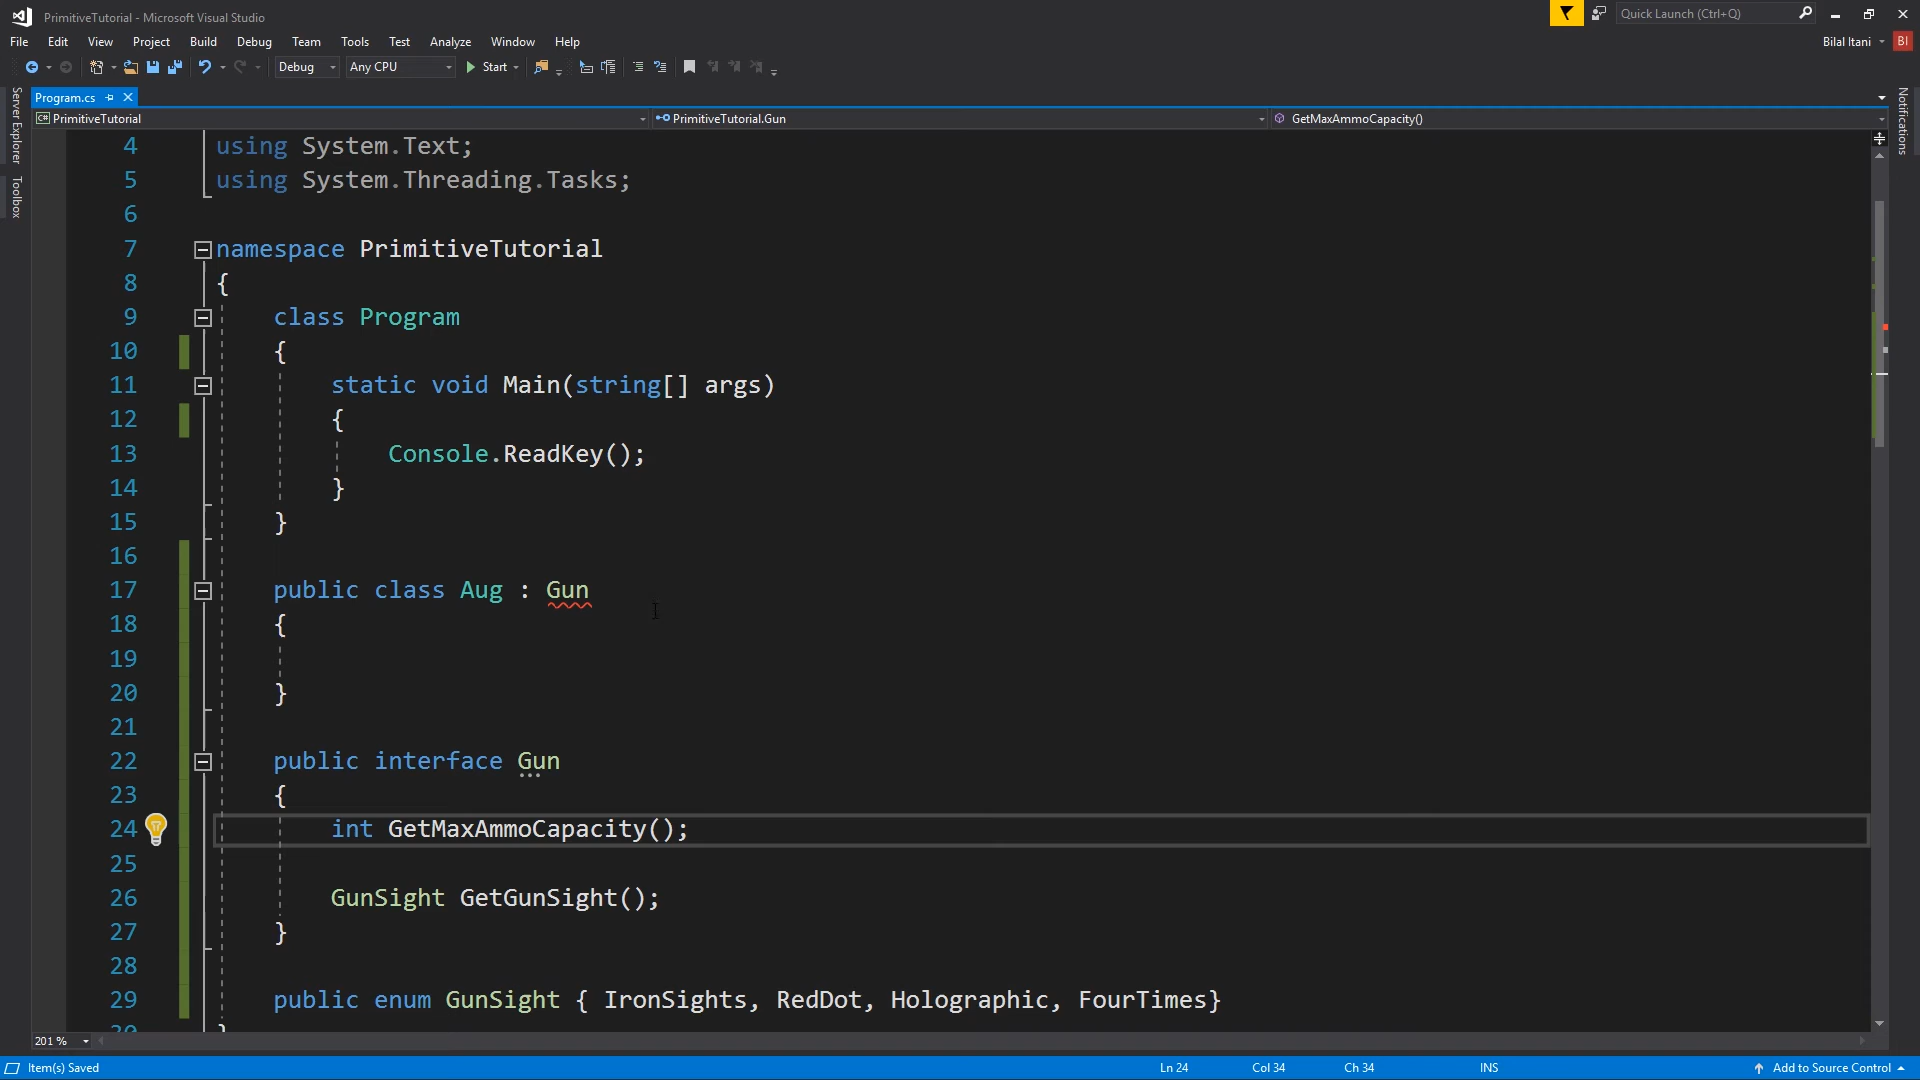 PrimitiveTutorial - Microsoft Visual Studio
Quick Launch (Ctrl+Q)
File Edit View Project Build Debug Team Tools Test Analyze Window Help
Bilal Itani BI
Debug Any CPU Start
Program.cs
C# PrimitiveTutorial PrimitiveTutorial.Gun GetMaxAmmoCapacity()
Server Explorer
Toolbox
Notifications
4 using System.Text;
5 using System.Threading.Tasks;
6
7 namespace PrimitiveTutorial
8 {
9 class Program
10 {
11 static void Main(string[] args)
12 {
13 Console.ReadKey();
14 }
15 }
16
17 public class Aug : Gun
18 {
19
20 }
21
22 public interface Gun
23 {
24 int GetMaxAmmoCapacity();
25
26 GunSight GetGunSight();
27 }
28
29 public enum GunSight { IronSights, RedDot, Holographic, FourTimes}
30 }
201 %
Item(s) Saved Ln 24 Col 34 Ch 34 INS Add to Source Control